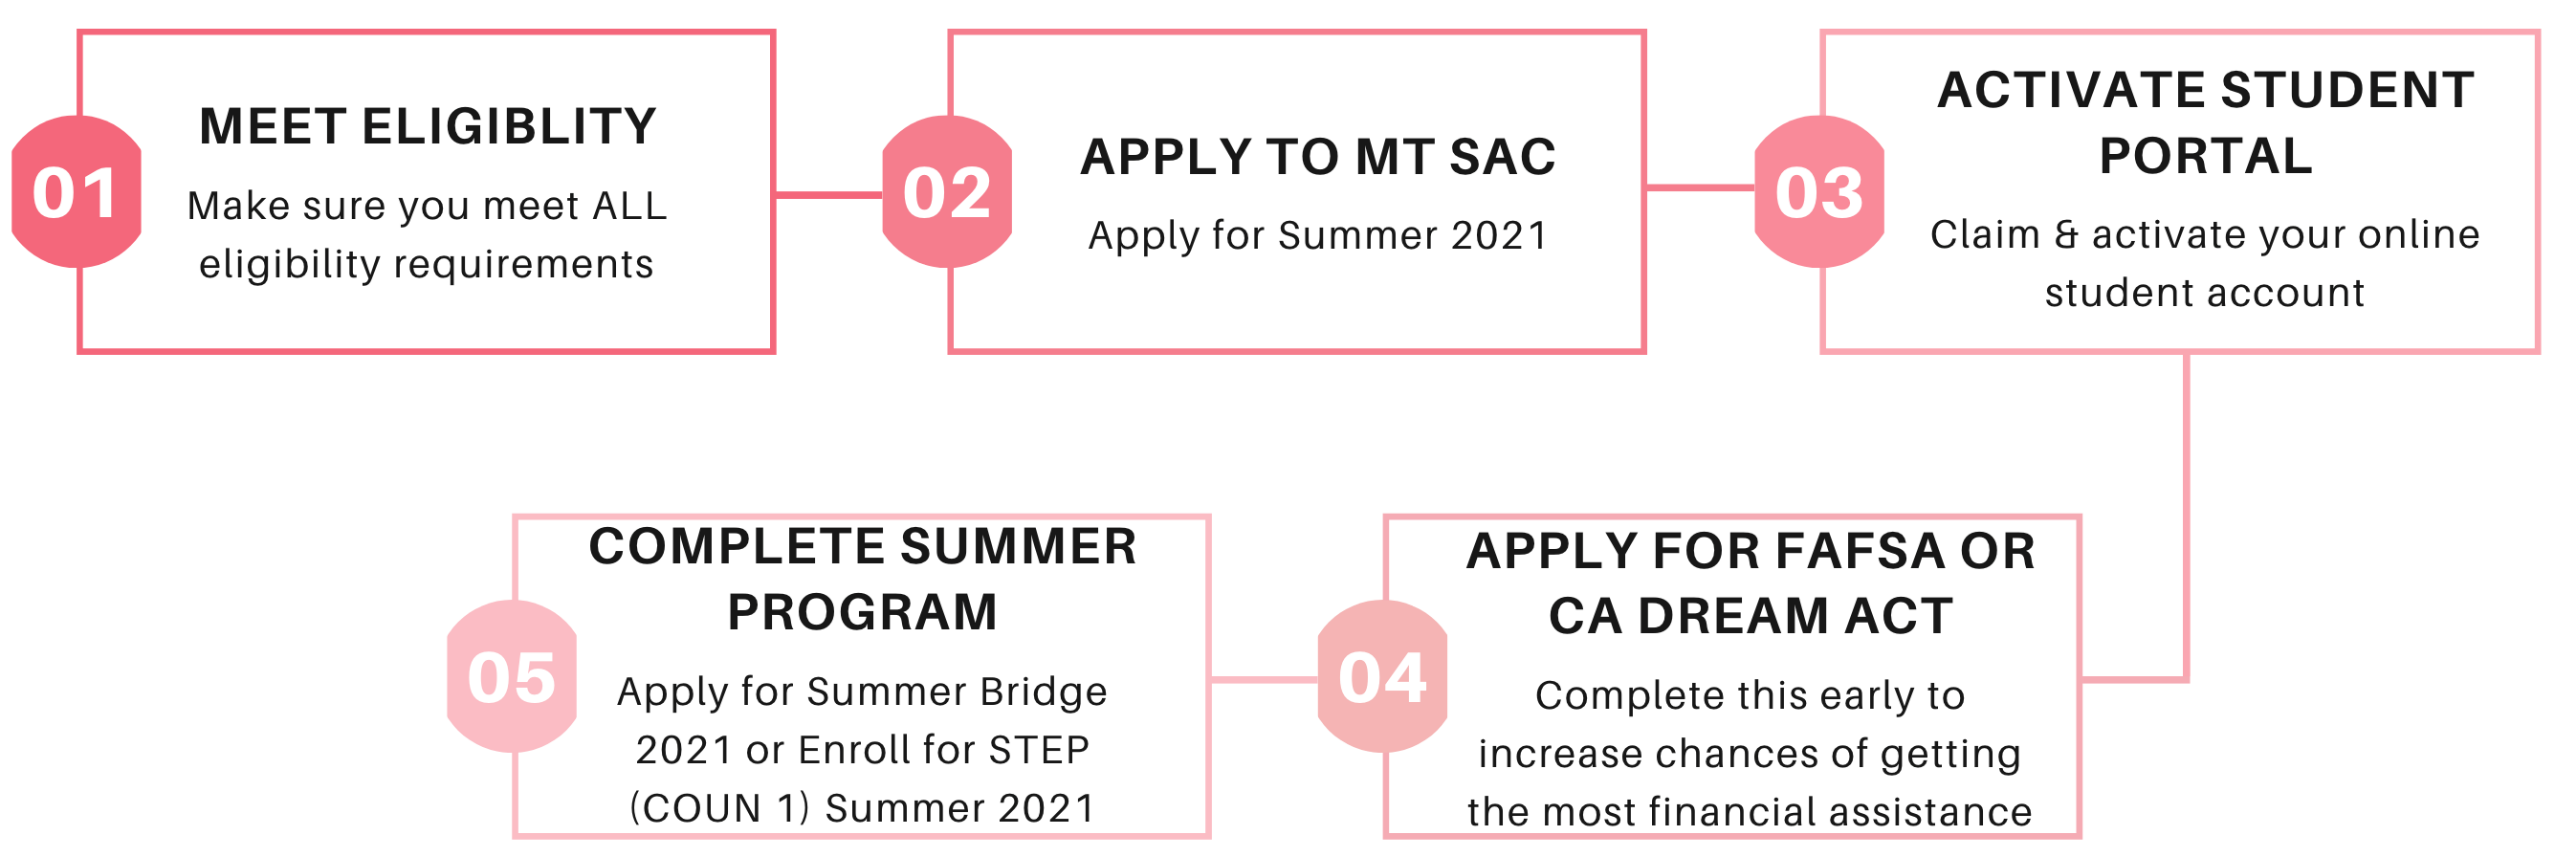 01
MEET ELIGIBLITY
Make sure you meet ALL
eligibility requirements
02
APPLY TO MT SAC
Apply for Summer 2021
03
ACTIVATE STUDENT
PORTAL
Claim & activate your online
student account
04
APPLY FOR FAFSA OR
CA DREAM ACT
Complete this early to
increase chances of getting
the most financial assistance
05
COMPLETE SUMMER
PROGRAM
Apply for Summer Bridge
2021 or Enroll for STEP
(COUN 1) Summer 2021